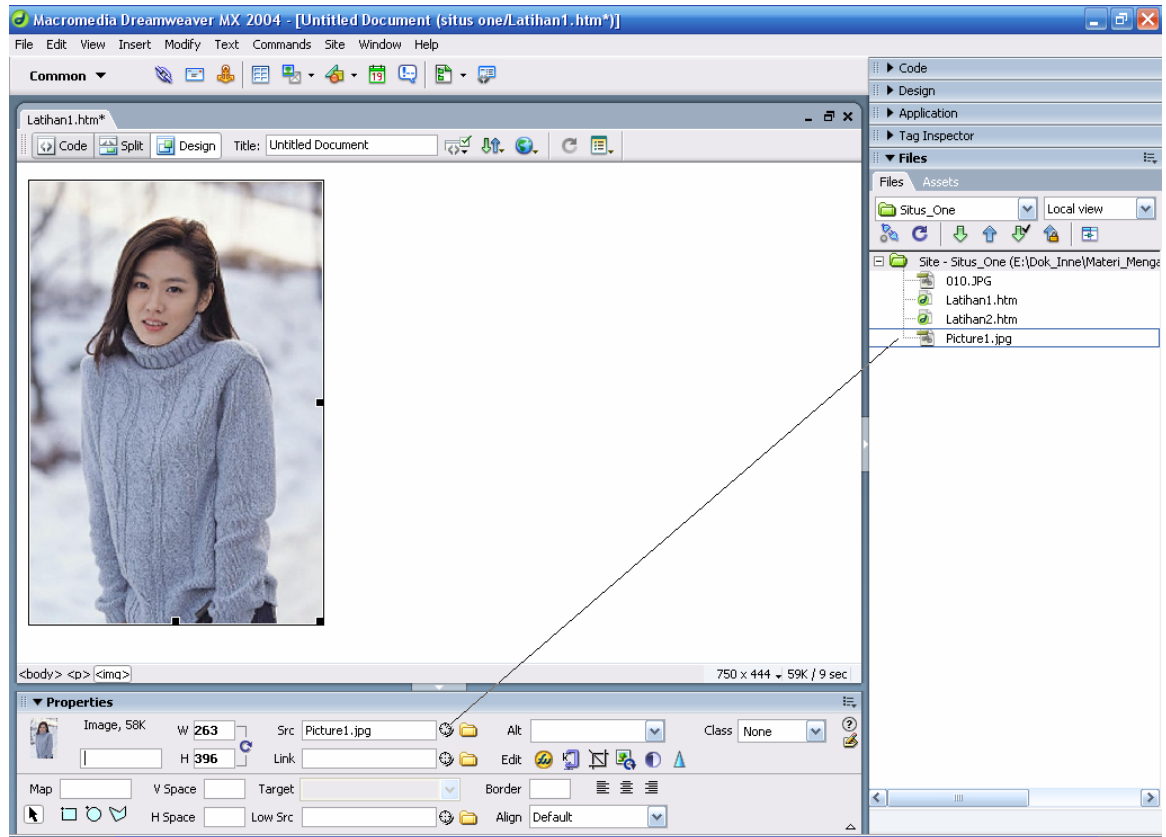 Macromedia Dreamweaver MX 2004 - [Untitled Document (situs one/Latihan1.htm*)]
File Edit View Insert Modify Text Commands Site Window Help
Common
19
Latihan1.htm*
Code Split Design Title: Untitled Document
<body> <p> <img>
750 x 444 59K / 9 sec
Properties
Image, 58K W 263 Src Picture1.jpg Alt Class None
H 396 Link Edit
Map V Space Target Border
H Space Low Src Align Default
Code
Design
Application
Tag Inspector
Files
Files Assets
Situs_One Local view
Site - Situs_One (E:\Dok_Inne\Materi_Menga
010.JPG
Latihan1.htm
Latihan2.htm
Picture1.jpg